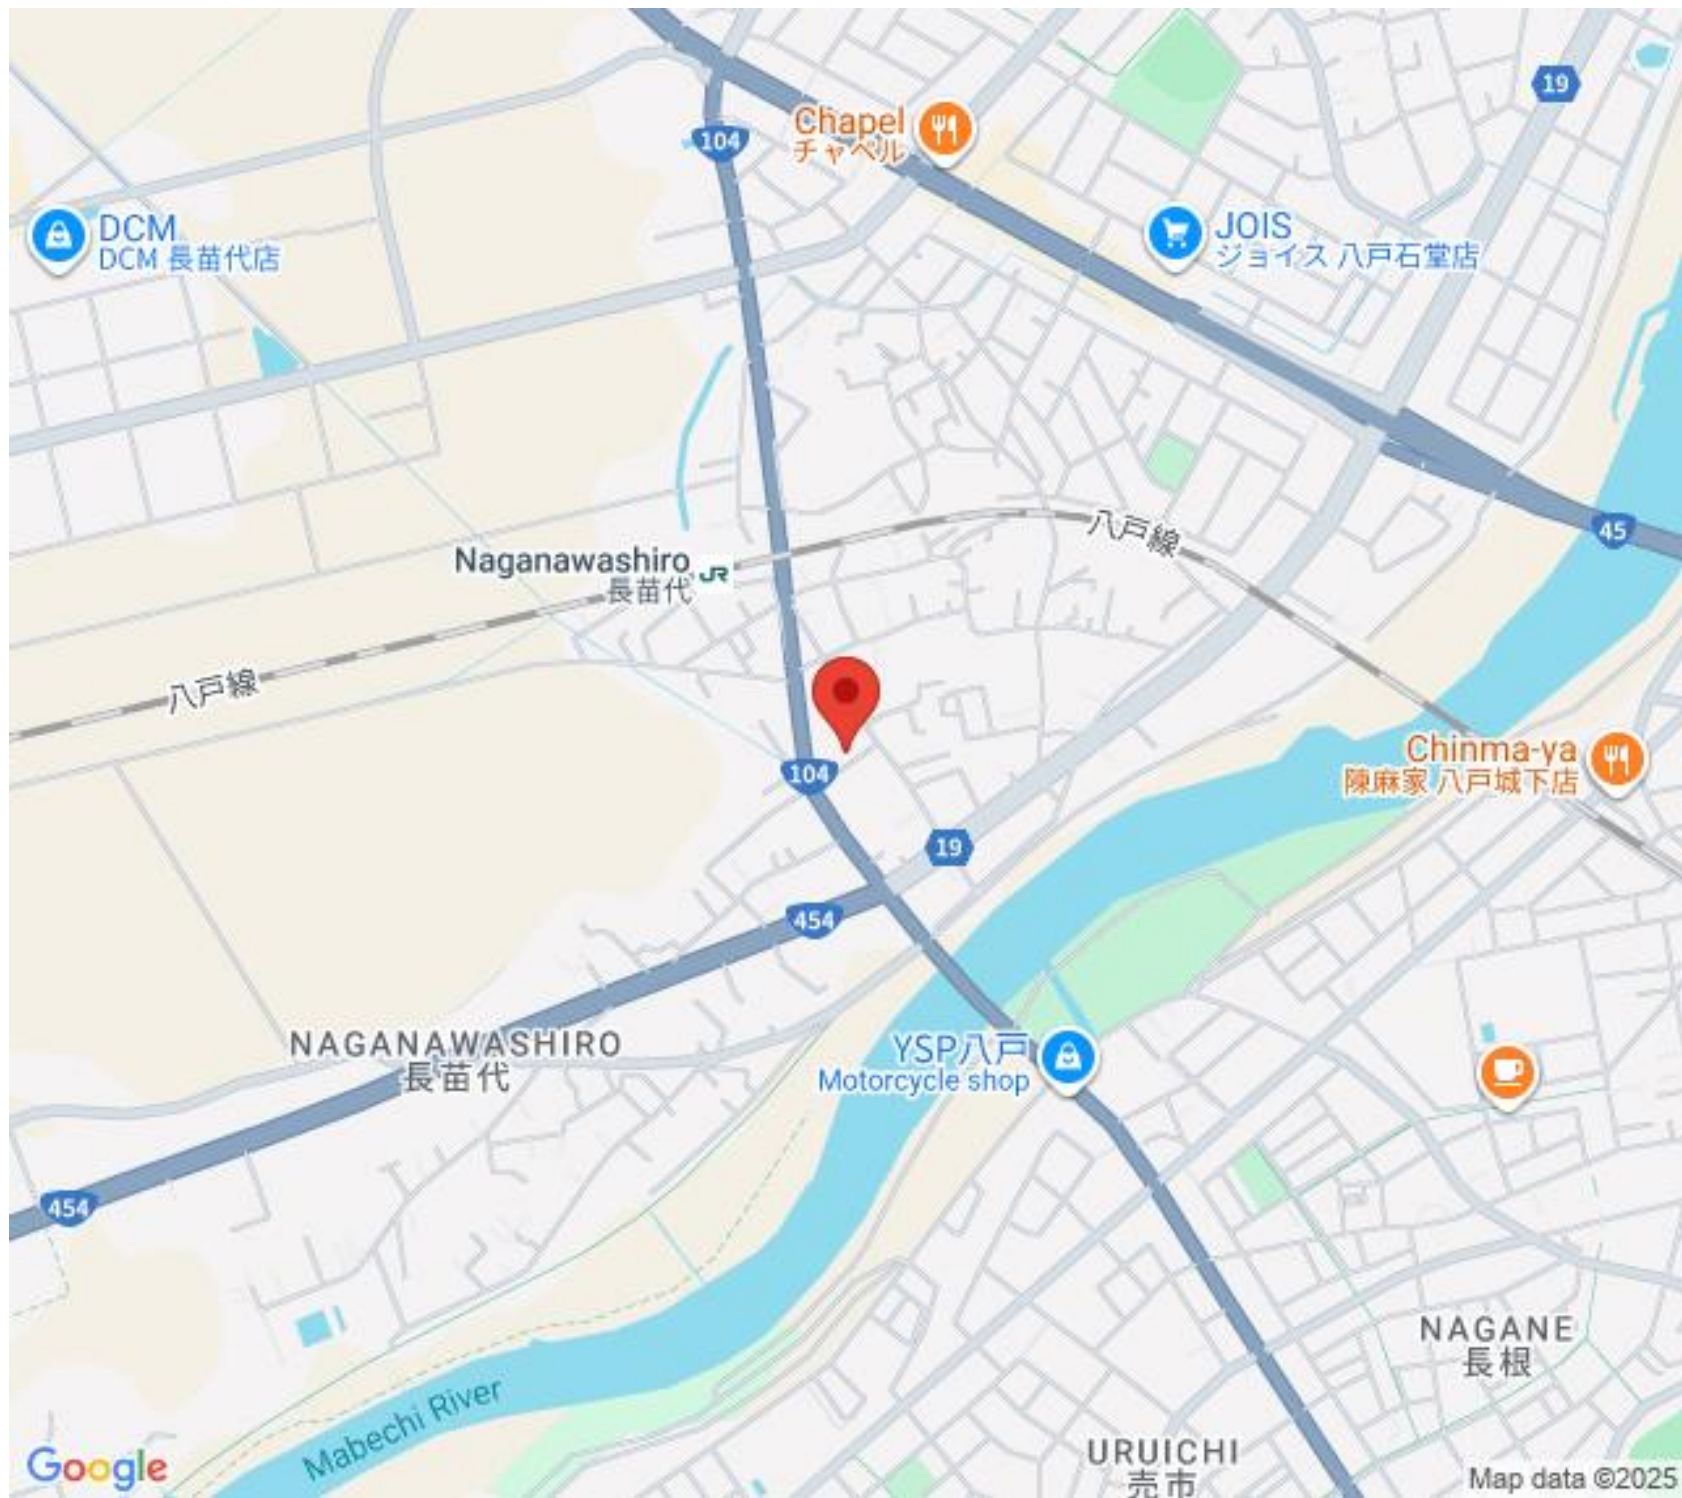 19
104
Chapel
チャペル
DCM
DCM 長苗代店
JOIS
ジョイス 八戸石堂店
45
八戸線
Naganawashiro
長苗代
JR
八戸線
104
Chinma-ya
陳麻家 八戸城下店
19
454
NAGANAWASHIRO
長苗代
YSP八戸
Motorcycle shop
454
NAGANE
長根
Mabechi River
URUICHI
売市
Google
Map data ©2025